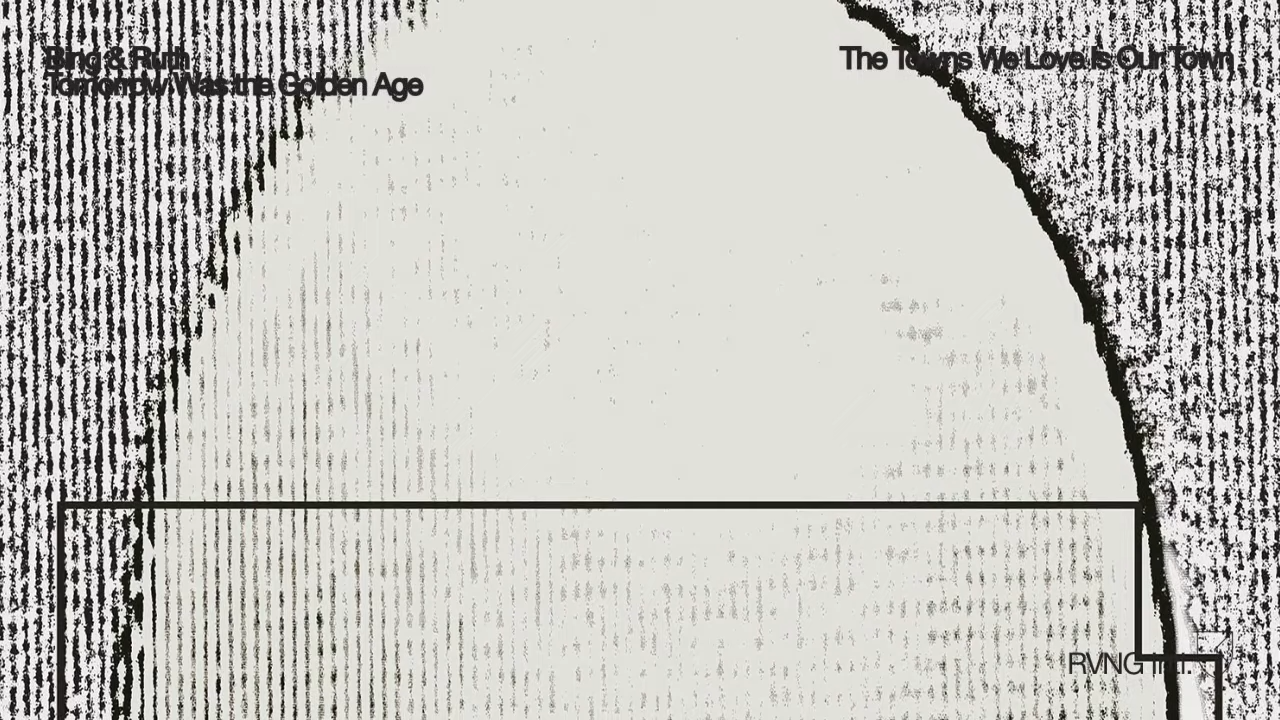 Bing & Ruth
Tomorrow Was the Golden Age
The Towns We Love Is Our Town
RVNG Intl.